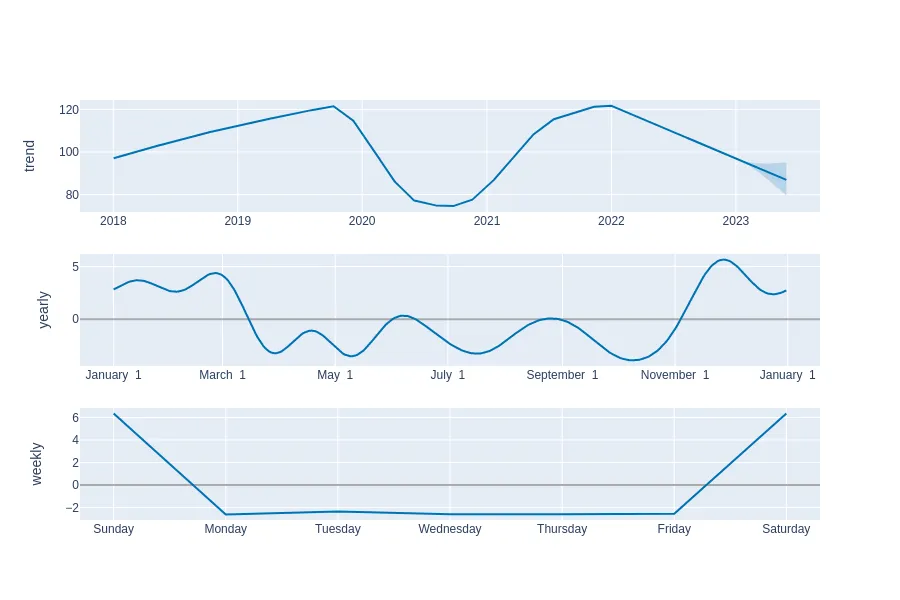 trend
120
100
80
2018 2019 2020 2021 2022 2023
yearly
5
0
January 1 March 1 May 1 July 1 September 1 November 1 January 1
weekly
6
4
2
0
−2
Sunday Monday Tuesday Wednesday Thursday Friday Saturday